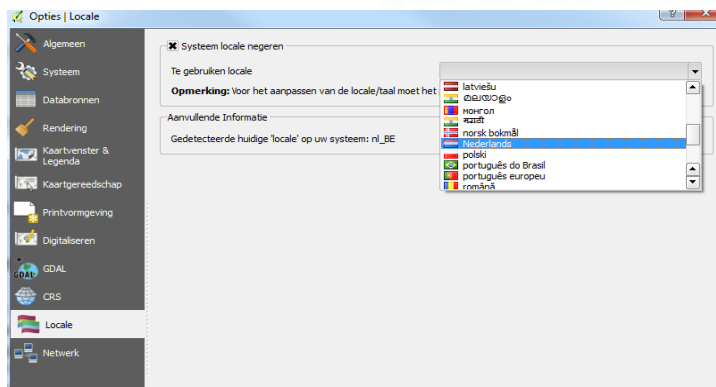 Opties | Locale
Algemeen
Systeem
Databronnen
Rendering
Kaartvenster &
Legenda
Kaartgereedschap
Printvormgeving
Digitaliseren
GDAL
CRS
Locale
Netwerk
Systeem locale negeren
Te gebruiken locale
Opmerking: Voor het aanpassen van de locale/taal moet het
Aanvullende Informatie
Gedetecteerde huidige 'locale' op uw systeem: nl_BE
latviešu
മലയാളം
монгол
मराठी
norsk bokmål
Nederlands
polski
português do Brasil
português europeu
română